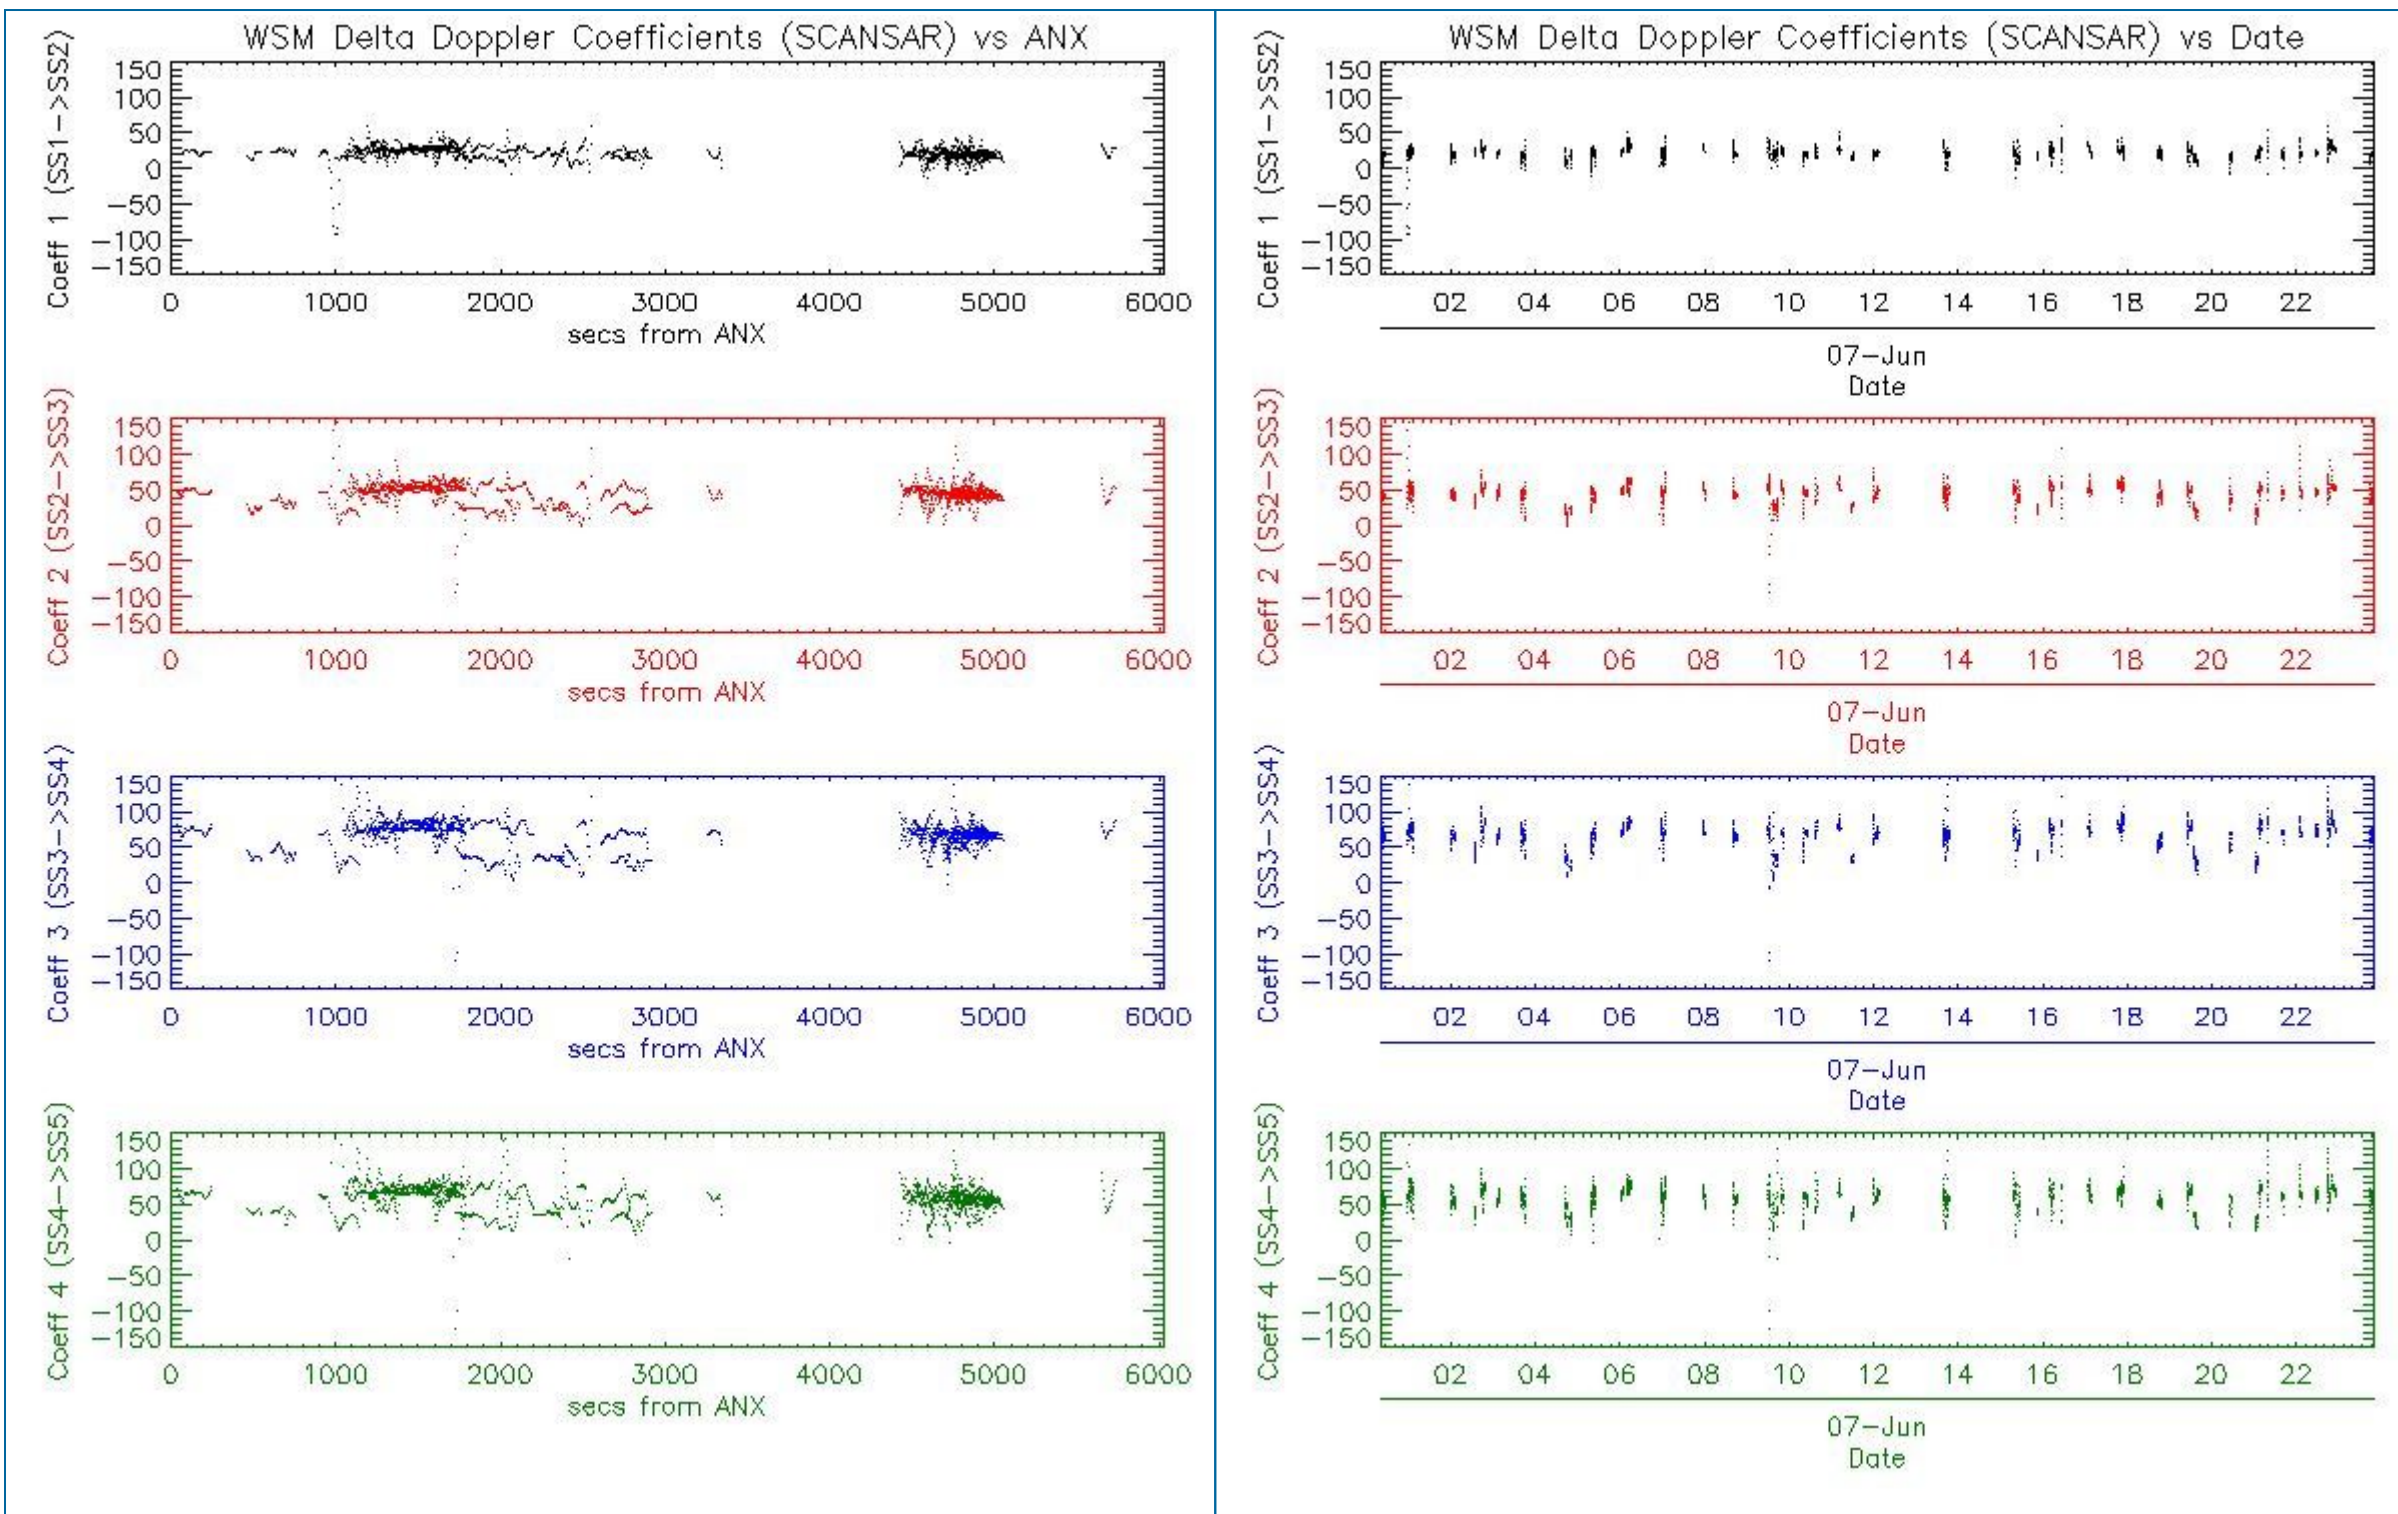 WSM Delta Doppler Coefficients (SCANSAR) vs ANX
Coeff 1 (SS1->SS2)
150
100
50
0
-50
-100
-150
0 1000 2000 3000 4000 5000 6000
secs from ANX
Coeff 2 (SS2->SS3)
150
100
50
0
-50
-100
-150
0 1000 2000 3000 4000 5000 6000
secs from ANX
Coeff 3 (SS3->SS4)
150
100
50
0
-50
-100
-150
0 1000 2000 3000 4000 5000 6000
secs from ANX
Coeff 4 (SS4->SS5)
150
100
50
0
-50
-100
-150
0 1000 2000 3000 4000 5000 6000
secs from ANX
WSM Delta Doppler Coefficients (SCANSAR) vs Date
Coeff 1 (SS1->SS2)
150
100
50
0
-50
-100
-150
02 04 06 08 10 12 14 16 18 20 22
07-Jun
Date
Coeff 2 (SS2->SS3)
150
100
50
0
-50
-100
-150
02 04 06 08 10 12 14 16 18 20 22
07-Jun
Date
Coeff 3 (SS3->SS4)
150
100
50
0
-50
-100
-150
02 04 06 08 10 12 14 16 18 20 22
07-Jun
Date
Coeff 4 (SS4->SS5)
150
100
50
0
-50
-100
-150
02 04 06 08 10 12 14 16 18 20 22
07-Jun
Date